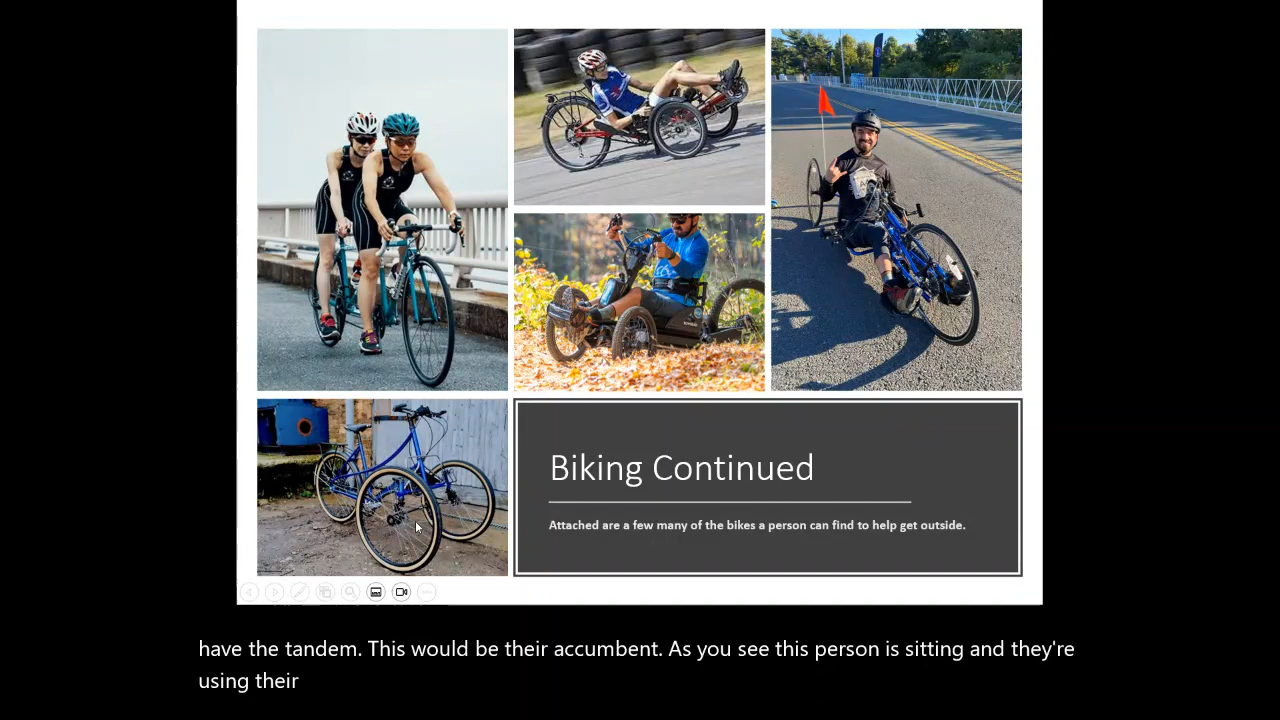 Biking Continued
Attached are a few many of the bikes a person can find to help get outside.
have the tandem. This would be their accumbent. As you see this person is sitting and they're
using their